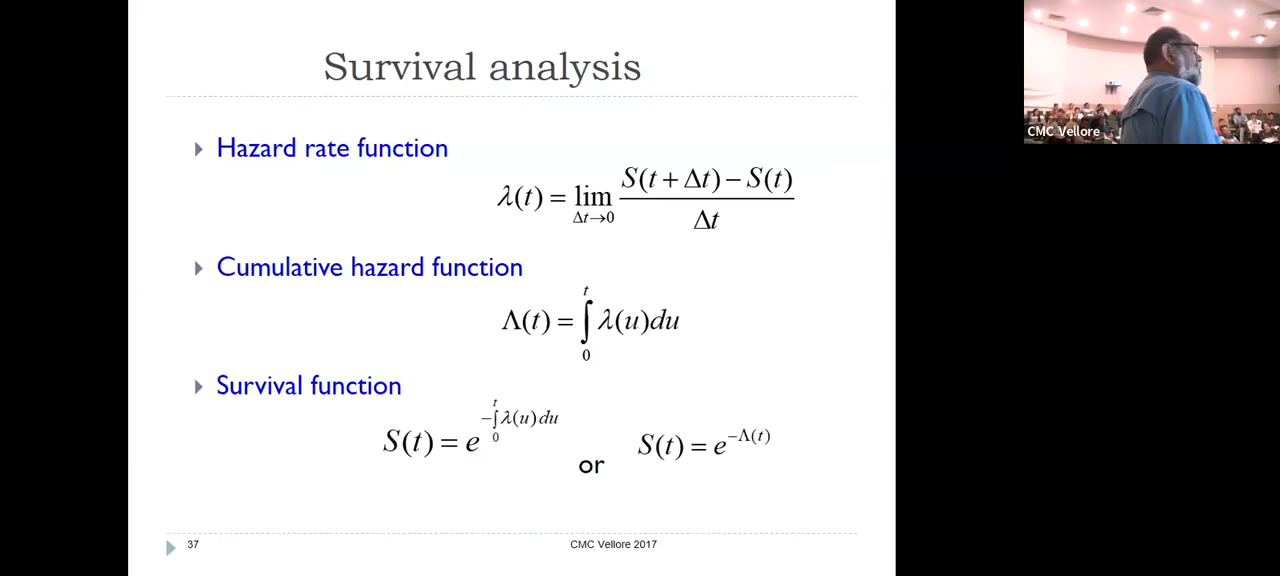 Survival analysis
Hazard rate function
λ(t) = lim Δt→0 S(t + Δt) − S(t) / Δt
Cumulative hazard function
Λ(t) = ∫₀ᵗ λ(u)du
Survival function
S(t) = e^(−∫₀ᵗ λ(u)du) or S(t) = e^(−Λ(t))
37 CMC Vellore 2017
CMC Vellore